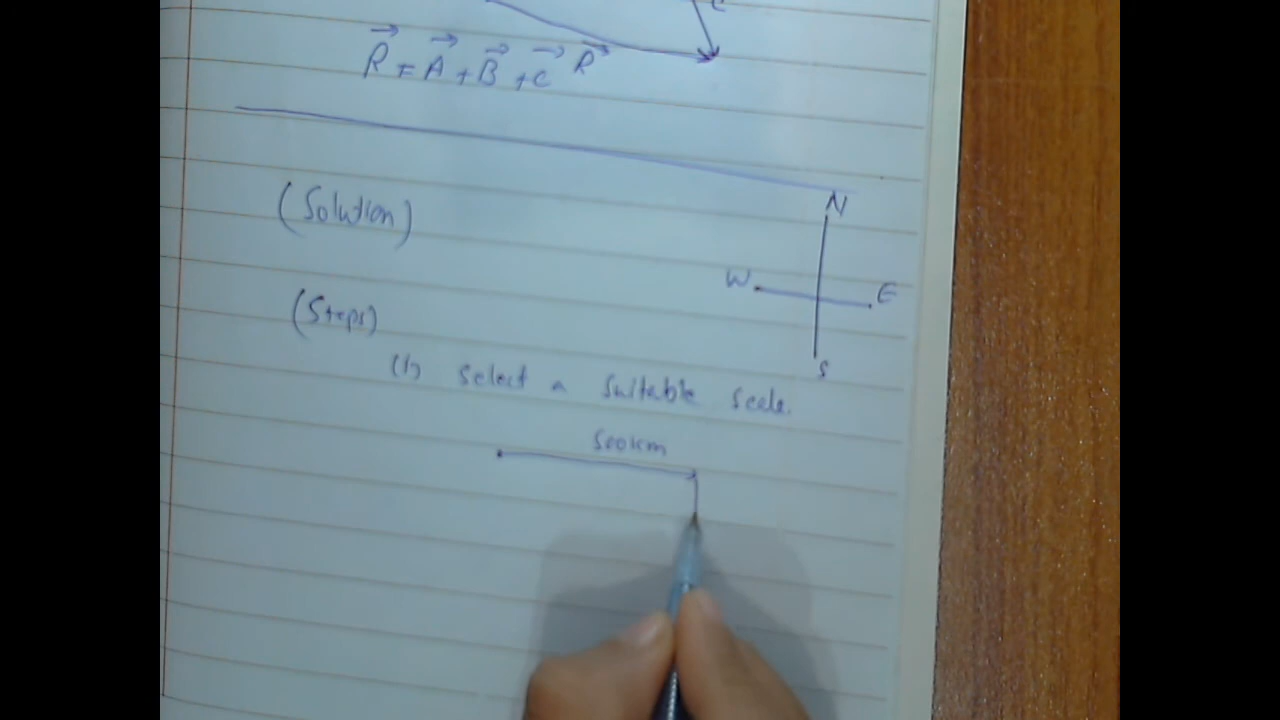 C
R⃗ = A⃗ + B⃗ + C⃗ R⃗
(Solution)
N
W E
(Steps)
S
(1) Select a suitable scale.
500km